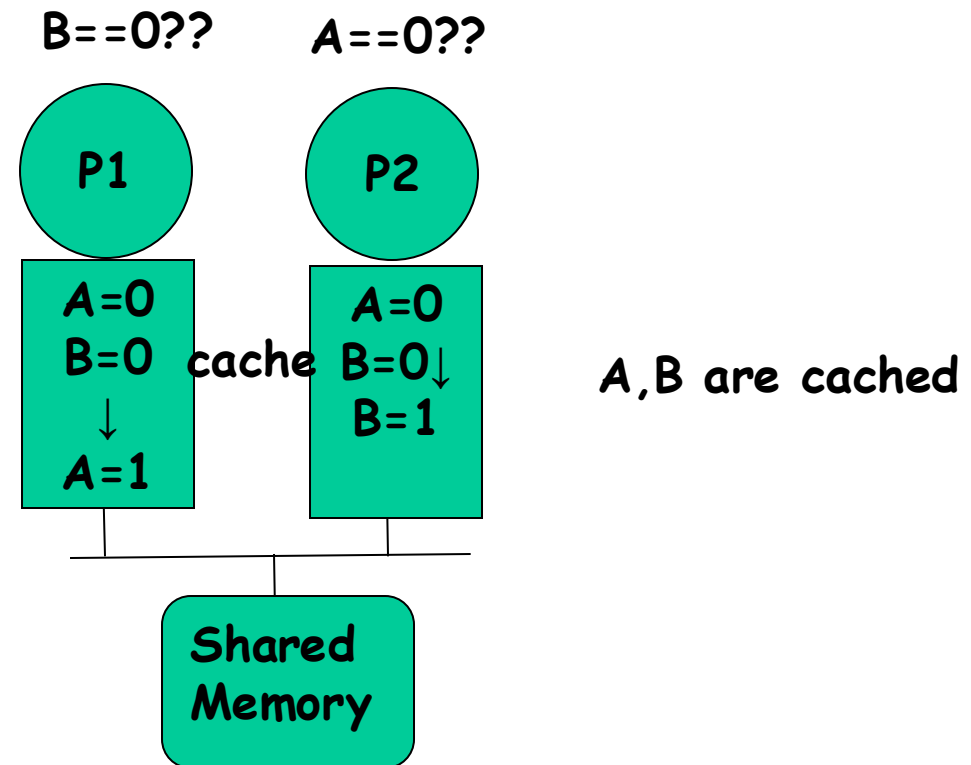 B==0??
A==0??
P1
P2
A=0
B=0
↓
A=1
cache
A=0
B=0↓
B=1
A,B are cached
Shared
Memory